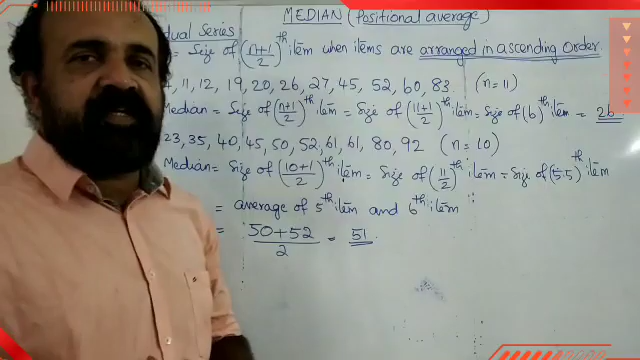 MEDIAN (Positional average)
dual Series
= Size of (n+1/2)th item when items are arranged in ascending Order.
4, 11, 12, 19, 20, 26, 27, 45, 52, 60, 83 (n = 11)
Median = Size of (n+1/2)th item = Size of (11+1/2)th item = Size of (6)th item = 26
23, 35, 40, 45, 50, 52, 61, 61, 80, 92 (n = 10)
Median = Size of (10+1/2)th item = Size of (11/2)th item = Size of (5.5)th item
= average of 5th item and 6th item
= 50+52/2 = 51